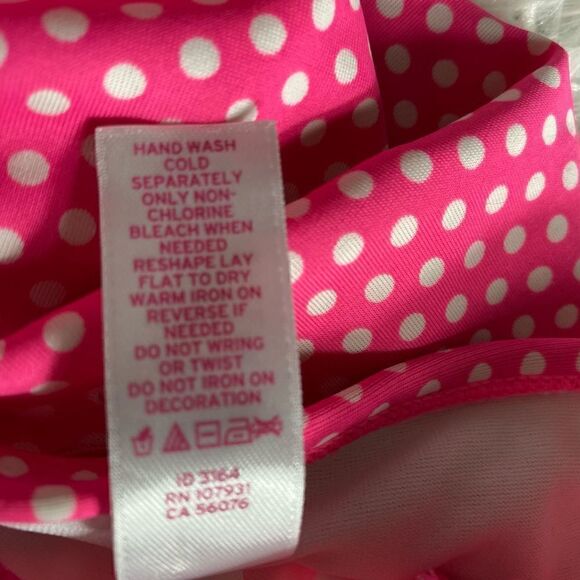 HAND WASH
COLD
SEPARATELY
ONLY NON-
CHLORINE
BLEACH WHEN
NEEDED
RESHAPE LAY
FLAT TO DRY
WARM IRON ON
REVERSE IF
NEEDED
DO NOT WRING
OR TWIST
DO NOT IRON ON
DECORATION
ID 3164
RN 107931
CA 56076